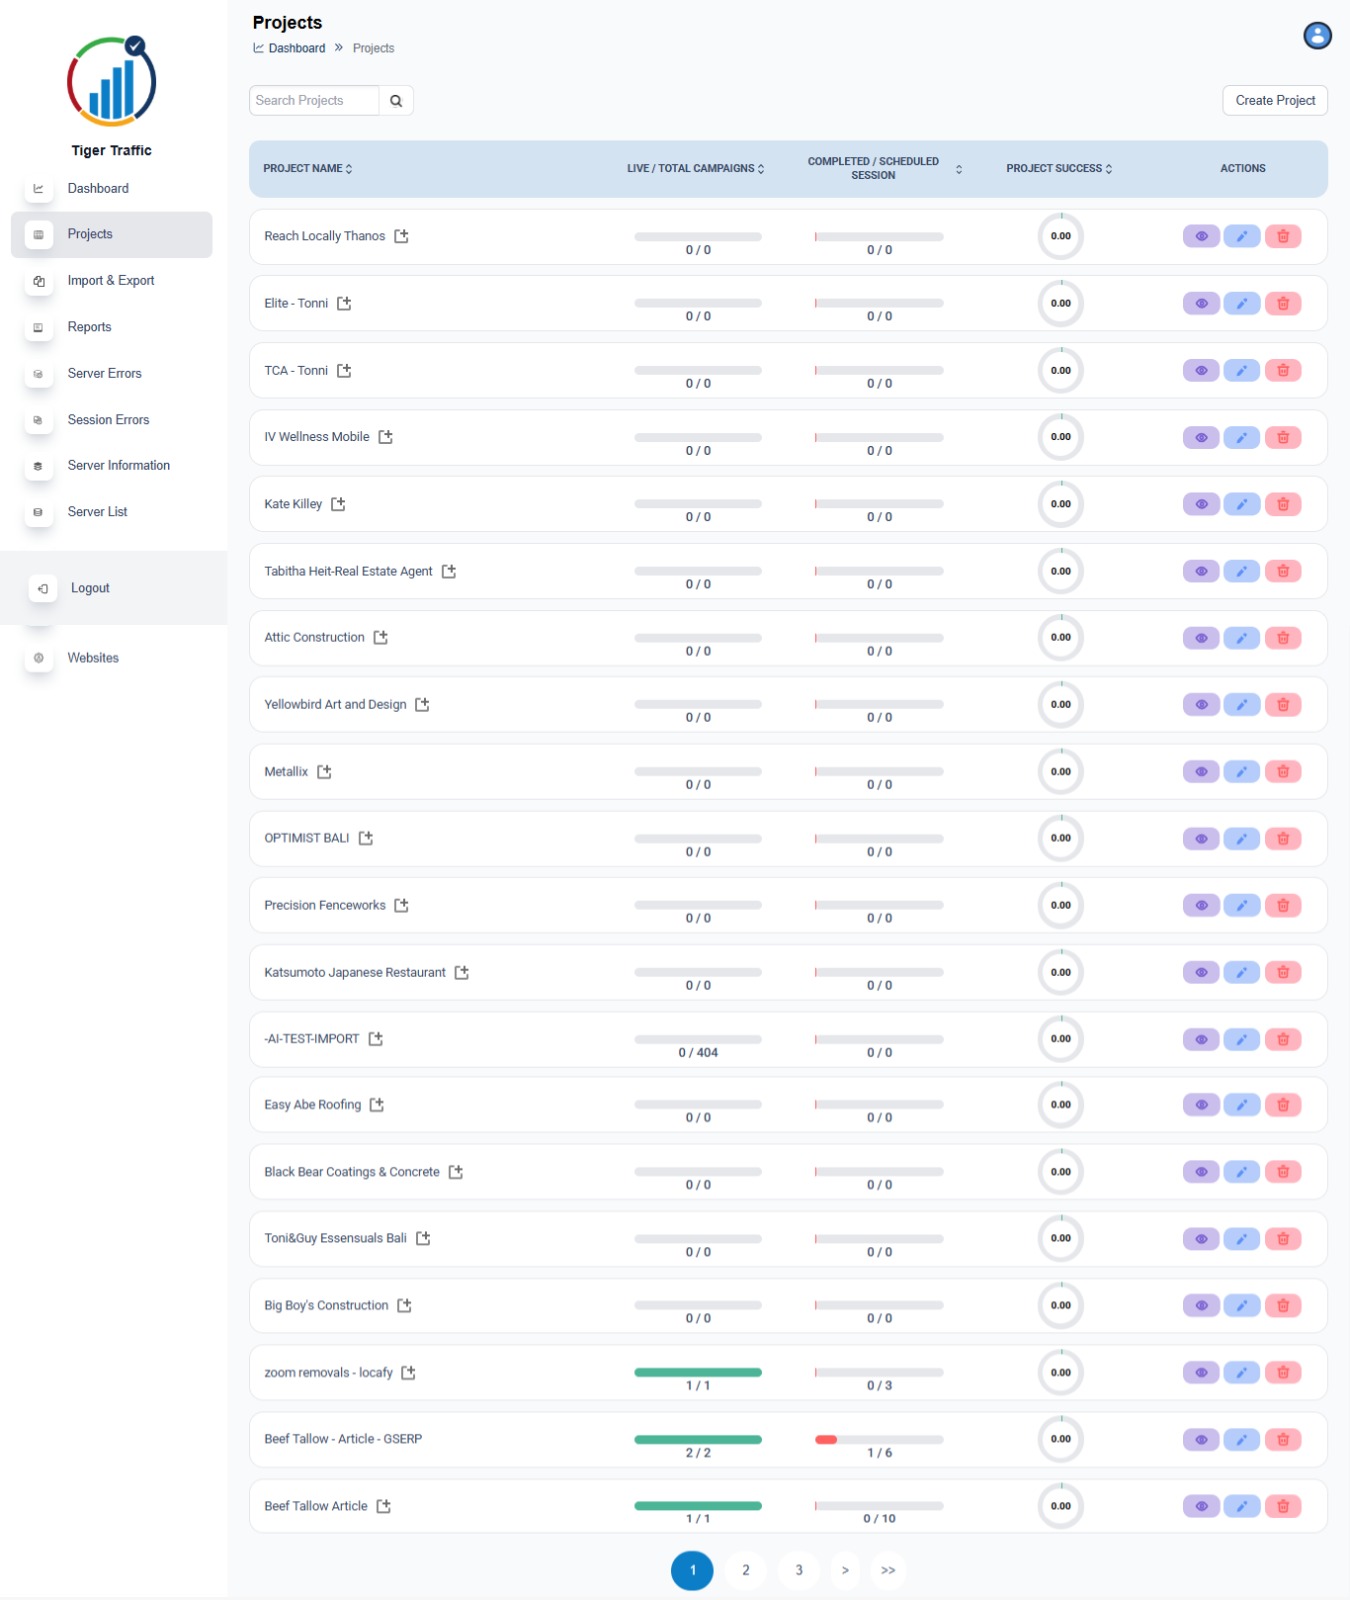 Projects
Dashboard » Projects
Search Projects
Create Project
Tiger Traffic
Dashboard
Projects
Import & Export
Reports
Server Errors
Session Errors
Server Information
Server List
Logout
Websites
PROJECT NAME LIVE / TOTAL CAMPAIGNS COMPLETED / SCHEDULED SESSION PROJECT SUCCESS ACTIONS
Reach Locally Thanos 0 / 0 0 / 0 0.00
Elite - Tonni 0 / 0 0 / 0 0.00
TCA - Tonni 0 / 0 0 / 0 0.00
IV Wellness Mobile 0 / 0 0 / 0 0.00
Kate Killey 0 / 0 0 / 0 0.00
Tabitha Heit-Real Estate Agent 0 / 0 0 / 0 0.00
Attic Construction 0 / 0 0 / 0 0.00
Yellowbird Art and Design 0 / 0 0 / 0 0.00
Metallix 0 / 0 0 / 0 0.00
OPTIMIST BALI 0 / 0 0 / 0 0.00
Precision Fenceworks 0 / 0 0 / 0 0.00
Katsumoto Japanese Restaurant 0 / 0 0 / 0 0.00
-AI-TEST-IMPORT 0 / 404 0 / 0 0.00
Easy Abe Roofing 0 / 0 0 / 0 0.00
Black Bear Coatings & Concrete 0 / 0 0 / 0 0.00
Toni&Guy Essensuals Bali 0 / 0 0 / 0 0.00
Big Boy's Construction 0 / 0 0 / 0 0.00
zoom removals - locafy 1 / 1 0 / 3 0.00
Beef Tallow - Article - GSERP 2 / 2 1 / 6 0.00
Beef Tallow Article 1 / 1 0 / 10 0.00
1 2 3 > >>